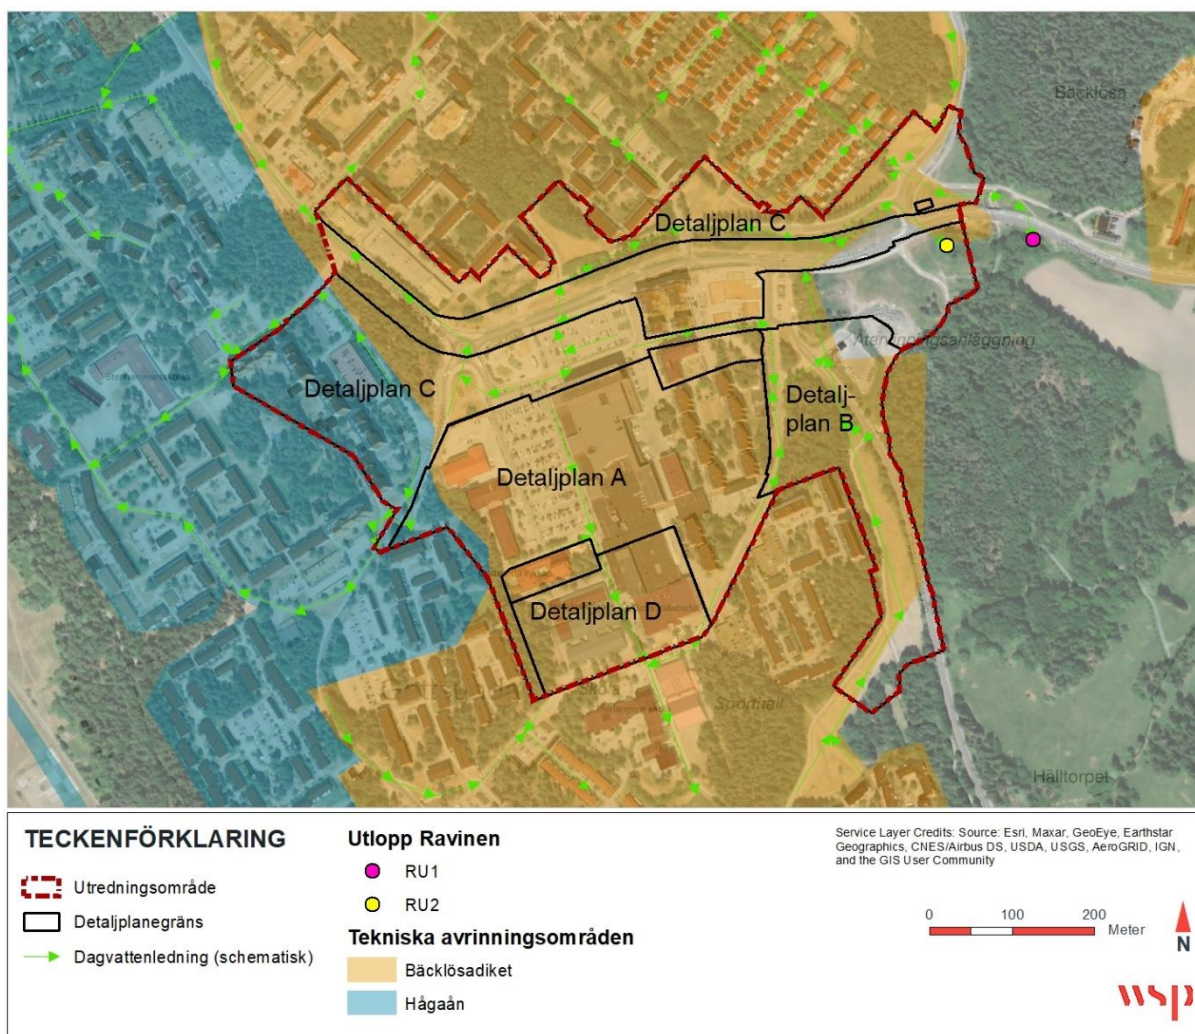 Bäcklösa
Detaljplan C
Återvinningsanläggning
Stenhammarskolan
Detaljplan C
Detalj-
plan B
Detaljplan A
Detaljplan D
Sporthall
Hälltorpet
TECKENFÖRKLARING
Utredningsområde
Detaljplanegräns
Dagvattenledning (schematisk)
Utlopp Ravinen
RU1
RU2
Tekniska avrinningsområden
Bäcklösadiket
Hågaån
Service Layer Credits: Source: Esri, Maxar, GeoEye, Earthstar
Geographics, CNES/Airbus DS, USDA, USGS, AeroGRID, IGN,
and the GIS User Community
0 100 200
Meter
N
wsp